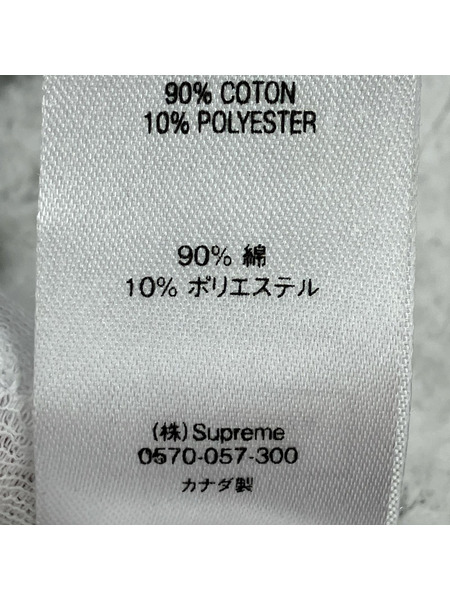 90% COTON
10% POLYESTER
90% 綿
10% ポリエステル
(株) Supreme
0570-057-300
カナダ製